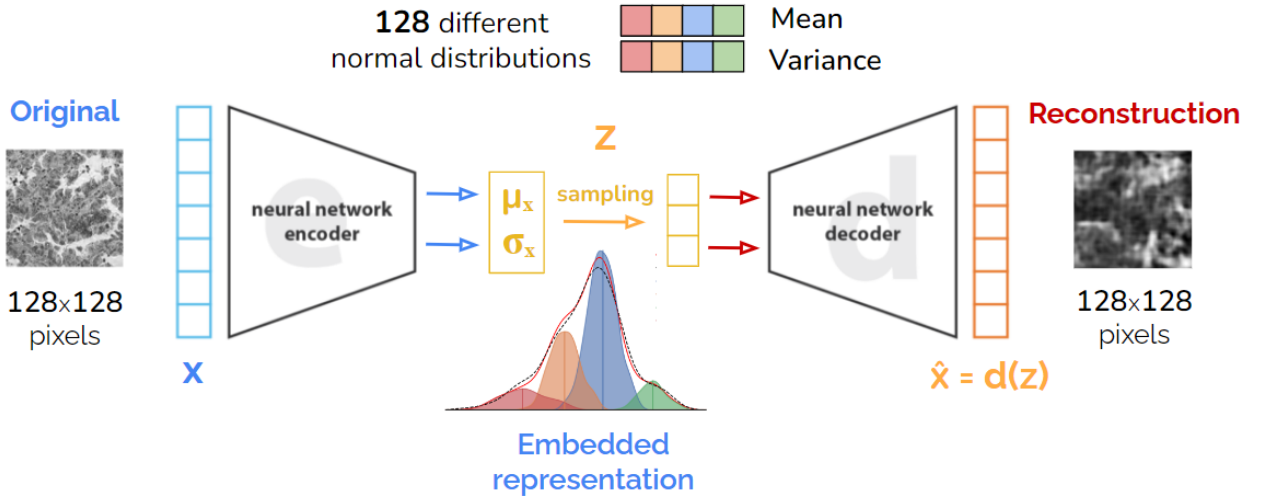 128 different
normal distributions
Mean
Variance
Original
128x128
pixels
X
e
neural network
encoder
μx
σx
Z
sampling
Embedded
representation
d
neural network
decoder
x̂ = d(z)
Reconstruction
128x128
pixels